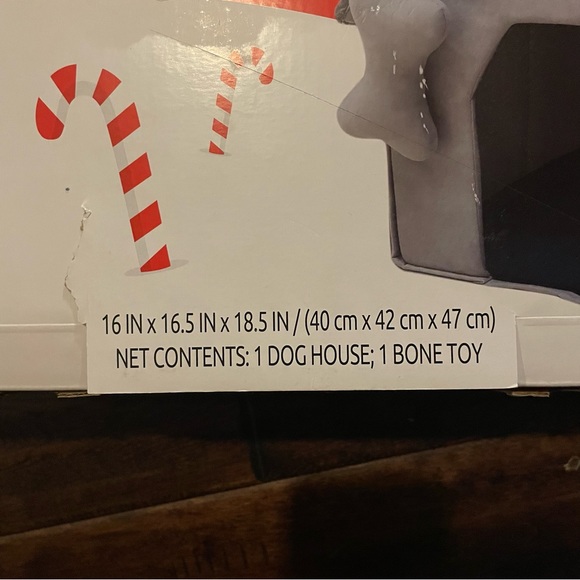 16 IN x 16.5 IN x 18.5 IN / (40 cm x 42 cm x 47 cm)
NET CONTENTS: 1 DOG HOUSE; 1 BONE TOY